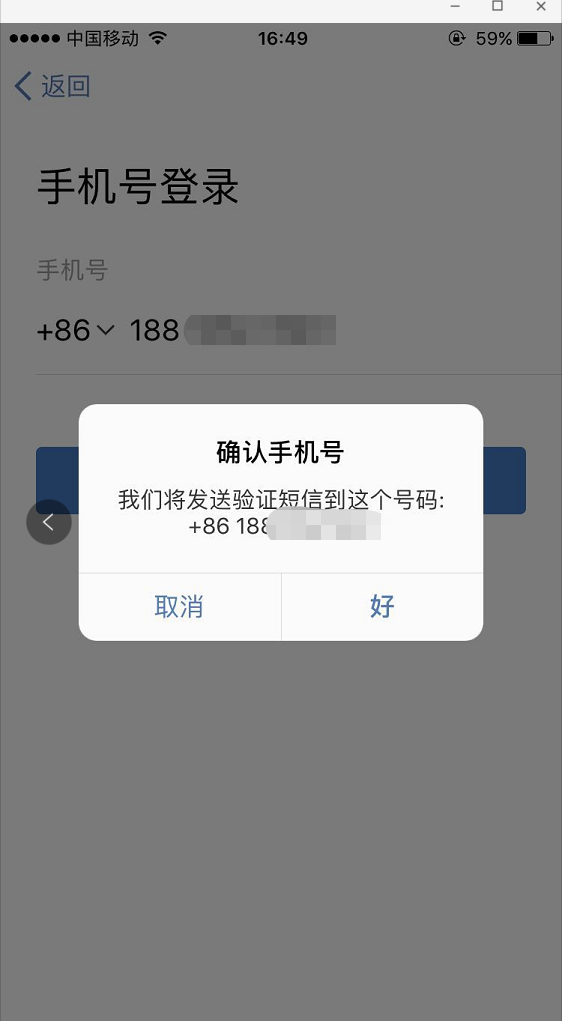 中国移动 16:49 59%
返回
手机号登录
手机号
+86 188
确认手机号
我们将发送验证短信到这个号码:
+86 188
取消 好